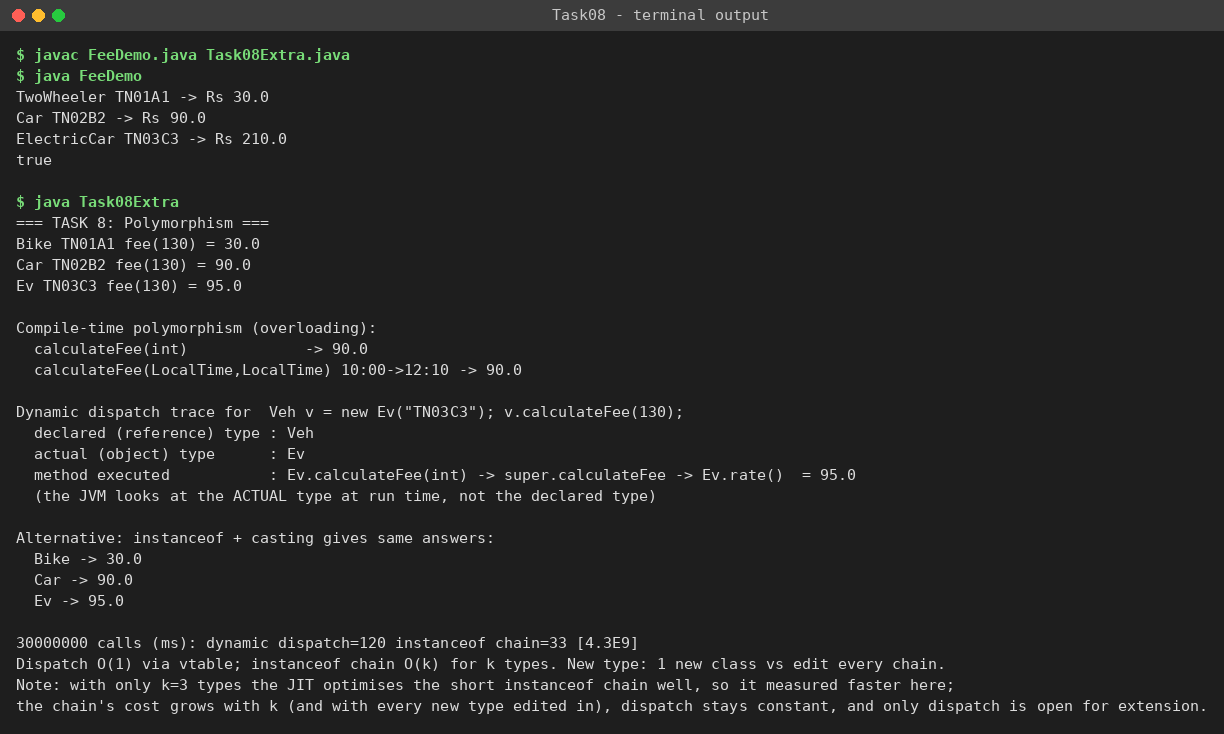 Task08 - terminal output
$ javac FeeDemo.java Task08Extra.java
$ java FeeDemo
TwoWheeler TN01A1 -> Rs 30.0
Car TN02B2 -> Rs 90.0
ElectricCar TN03C3 -> Rs 210.0
true
$ java Task08Extra
=== TASK 8: Polymorphism ===
Bike TN01A1 fee(130) = 30.0
Car TN02B2 fee(130) = 90.0
Ev TN03C3 fee(130) = 95.0
Compile-time polymorphism (overloading):
  calculateFee(int)             -> 90.0
  calculateFee(LocalTime,LocalTime) 10:00->12:10 -> 90.0
Dynamic dispatch trace for  Veh v = new Ev("TN03C3"); v.calculateFee(130);
  declared (reference) type : Veh
  actual (object) type      : Ev
  method executed           : Ev.calculateFee(int) -> super.calculateFee -> Ev.rate()  = 95.0
  (the JVM looks at the ACTUAL type at run time, not the declared type)
Alternative: instanceof + casting gives same answers:
  Bike -> 30.0
  Car -> 90.0
  Ev -> 95.0
30000000 calls (ms): dynamic dispatch=120 instanceof chain=33 [4.3E9]
Dispatch O(1) via vtable; instanceof chain O(k) for k types. New type: 1 new class vs edit every chain.
Note: with only k=3 types the JIT optimises the short instanceof chain well, so it measured faster here;
the chain's cost grows with k (and with every new type edited in), dispatch stays constant, and only dispatch is open for extension.